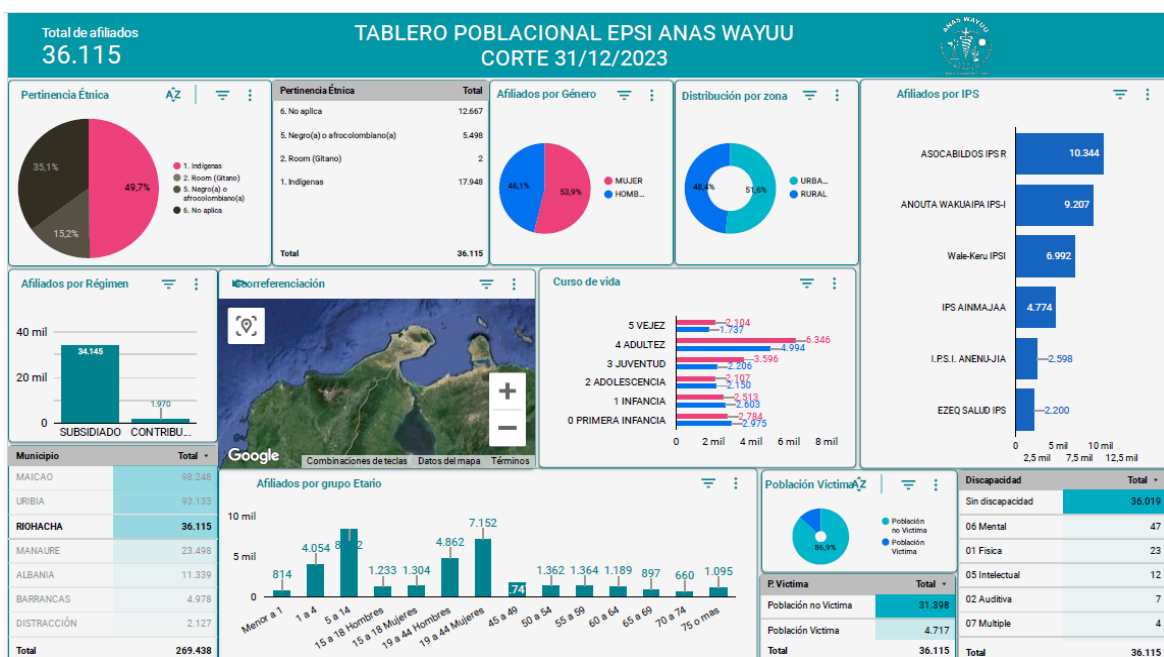 Total de afiliados
36.115
TABLERO POBLACIONAL EPSI ANAS WAYUU
CORTE 31/12/2023
ANAS WAYUU
Pertinencia Étnica
AZ
35,1%
49,7%
15,2%
1. Indígenas
2. Room (Gitano)
5. Negro(a) o
afrocolombiano(a)
6. No aplica
Pertinencia Étnica Total
6. No aplica 12.667
5. Negro(a) o afrocolombiano(a) 5.498
2. Room (Gitano) 2
1. Indígenas 17.948
Total 36.115
Afiliados por Género
46,1%
53,9%
MUJER
HOMB...
Distribución por zona
48,4%
51,6%
URBA...
RURAL
Afiliados por IPS
ASOCABILDOS IPS R 10.344
ANOUTA WAKUAIPA IPS-I 9.207
Wale-Keru IPSI 6.992
IPS AINMAJAA 4.774
I.P.S.I. ANENU-JIA 2.598
EZEQ SALUD IPS 2.200
0 5 mil 10 mil
2,5 mil 7,5 mil 12,5 mil
Afiliados por Régimen
40 mil
20 mil
0
34.145
1.970
SUBSIDIADO CONTRIBU...
Georreferenciación
Google
Combinaciones de teclas Datos del mapa Términos
Curso de vida
5 VEJEZ 2.104
1.737
4 ADULTEZ 6.346
4.994
3 JUVENTUD 3.596
2.206
2 ADOLESCENCIA 2.107
2.150
1 INFANCIA 2.513
2.603
0 PRIMERA INFANCIA 2.784
2.975
0 2 mil 4 mil 6 mil 8 mil
Municipio Total
MAICAO 98.248
URIBIA 93.133
RIOHACHA 36.115
MANAURE 23.498
ALBANIA 11.339
BARRANCAS 4.978
DISTRACCIÓN 2.127
Total 269.438
Afiliados por grupo Etario
10 mil
5 mil
0
814
4.054
1.233
1.304
4.862
7.152
1.362
1.364
1.189
897
660
1.095
Menor a 1
1 a 4
5 a 14
15 a 18 Hombres
15 a 18 Mujeres
19 a 44 Hombres
19 a 44 Mujeres
45 a 49
50 a 54
55 a 59
60 a 64
65 a 69
70 a 74
75 o mas
Población Victima
AZ
86,9%
Población
no Victima
Población
Victima
P. Victima Total
Población no Victima 31.398
Población Victima 4.717
Total 36.115
Discapacidad Total
Sin discapacidad 36.019
06 Mental 47
01 Fisica 23
05 Intelectual 12
02 Auditiva 7
07 Multiple 4
Total 36.115